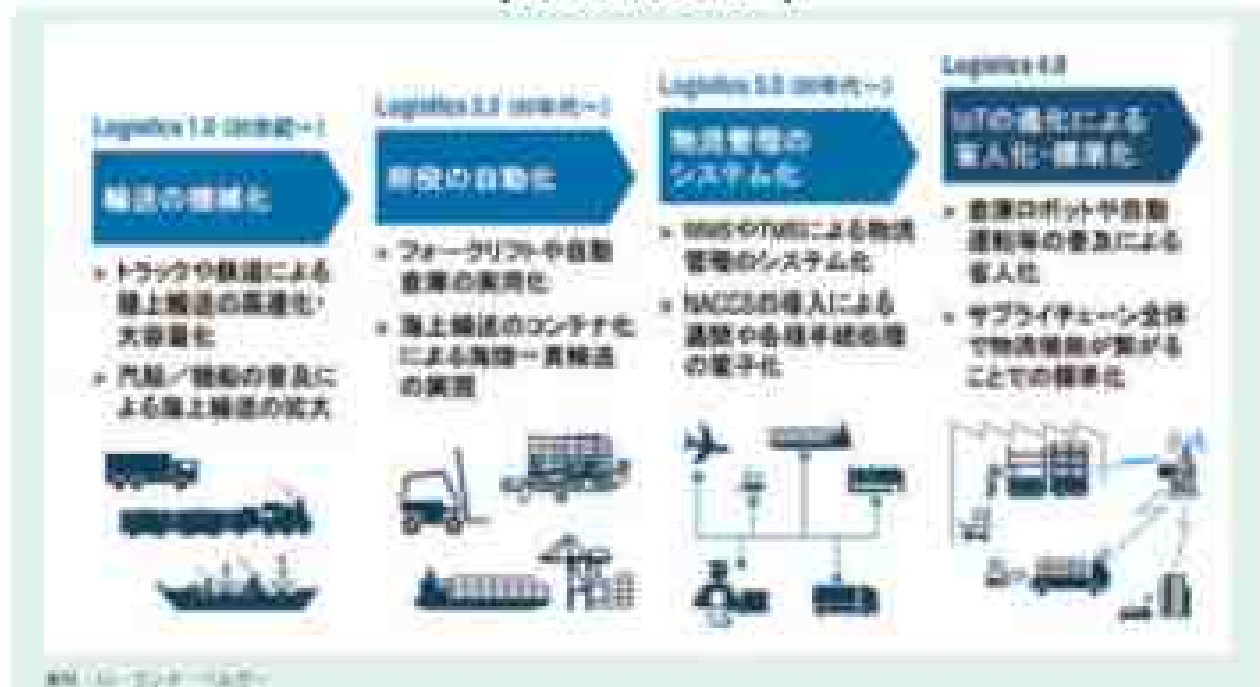 Logistics 1.0 (20世紀～)
輸送の機械化
» トラックや鉄道による
陸上輸送の高速化・
大容量化
» 汽船／機船の普及に
よる海上輸送の拡大
Logistics 2.0
荷役の自動化
» フォークリフトや自動
倉庫の実用化
» 海上輸送のコンテナ化
による海陸一貫輸送
の実現
Logistics 3.0
物流管理の
システム化
» WMSやTMSによる物流
管理のシステム化
» NACCSの導入による
通関や各種手続処理
の電子化
Logistics 4.0
IoTの進化による
省人化・標準化
» 倉庫ロボットや自動
運転等の普及による
省人化
» サプライチェーン全体
で物流機能が繋がる
ことでの標準化